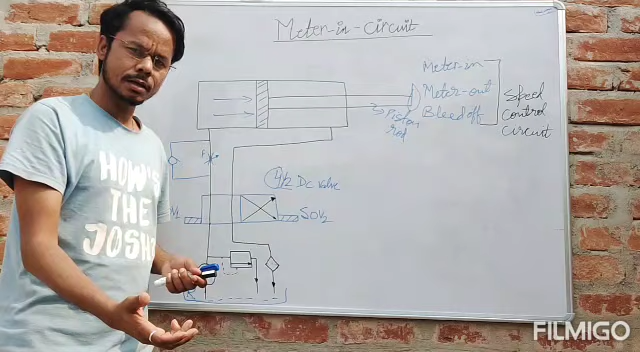 Meter-in-circuit
Meter-in
Meter-out
Bleed off
Speed
control
circuit
Piston
rod
4/2 DC valve
SOV2
HOW'S
THE
JOSH
FILMIGO